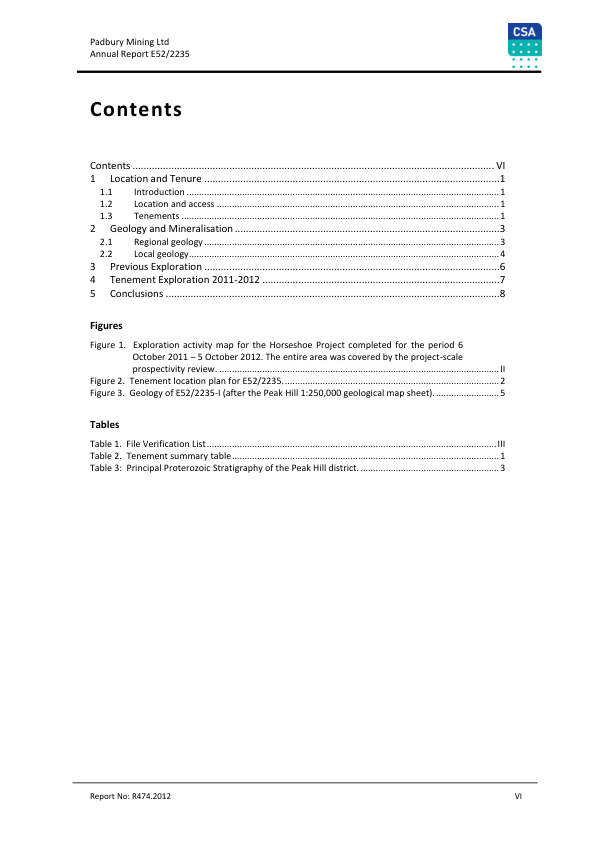 Padbury Mining Ltd
Annual Report E52/2235
CSA
Contents
Contents ........................................................................................................................................ VI
1 Location and Tenure ..............................................................................................................1
1.1 Introduction ..................................................................................................................... 1
1.2 Location and access .......................................................................................................... 1
1.3 Tenements ....................................................................................................................... 1
2 Geology and Mineralisation ...................................................................................................3
2.1 Regional geology .............................................................................................................. 3
2.2 Local geology.................................................................................................................... 4
3 Previous Exploration ..............................................................................................................6
4 Tenement Exploration 2011-2012 ..........................................................................................7
5 Conclusions ...........................................................................................................................8
Figures
Figure 1. Exploration activity map for the Horseshoe Project completed for the period 6
October 2011 – 5 October 2012. The entire area was covered by the project-scale
prospectivity review. ......................................................................................................... II
Figure 2. Tenement location plan for E52/2235................................................................................ 2
Figure 3. Geology of E52/2235-I (after the Peak Hill 1:250,000 geological map sheet). ........................ 5
Tables
Table 1. File Verification List.......................................................................................................... III
Table 2. Tenement summary table.................................................................................................. 1
Table 3: Principal Proterozoic Stratigraphy of the Peak Hill district. ................................................... 3
Report No: R474.2012
VI